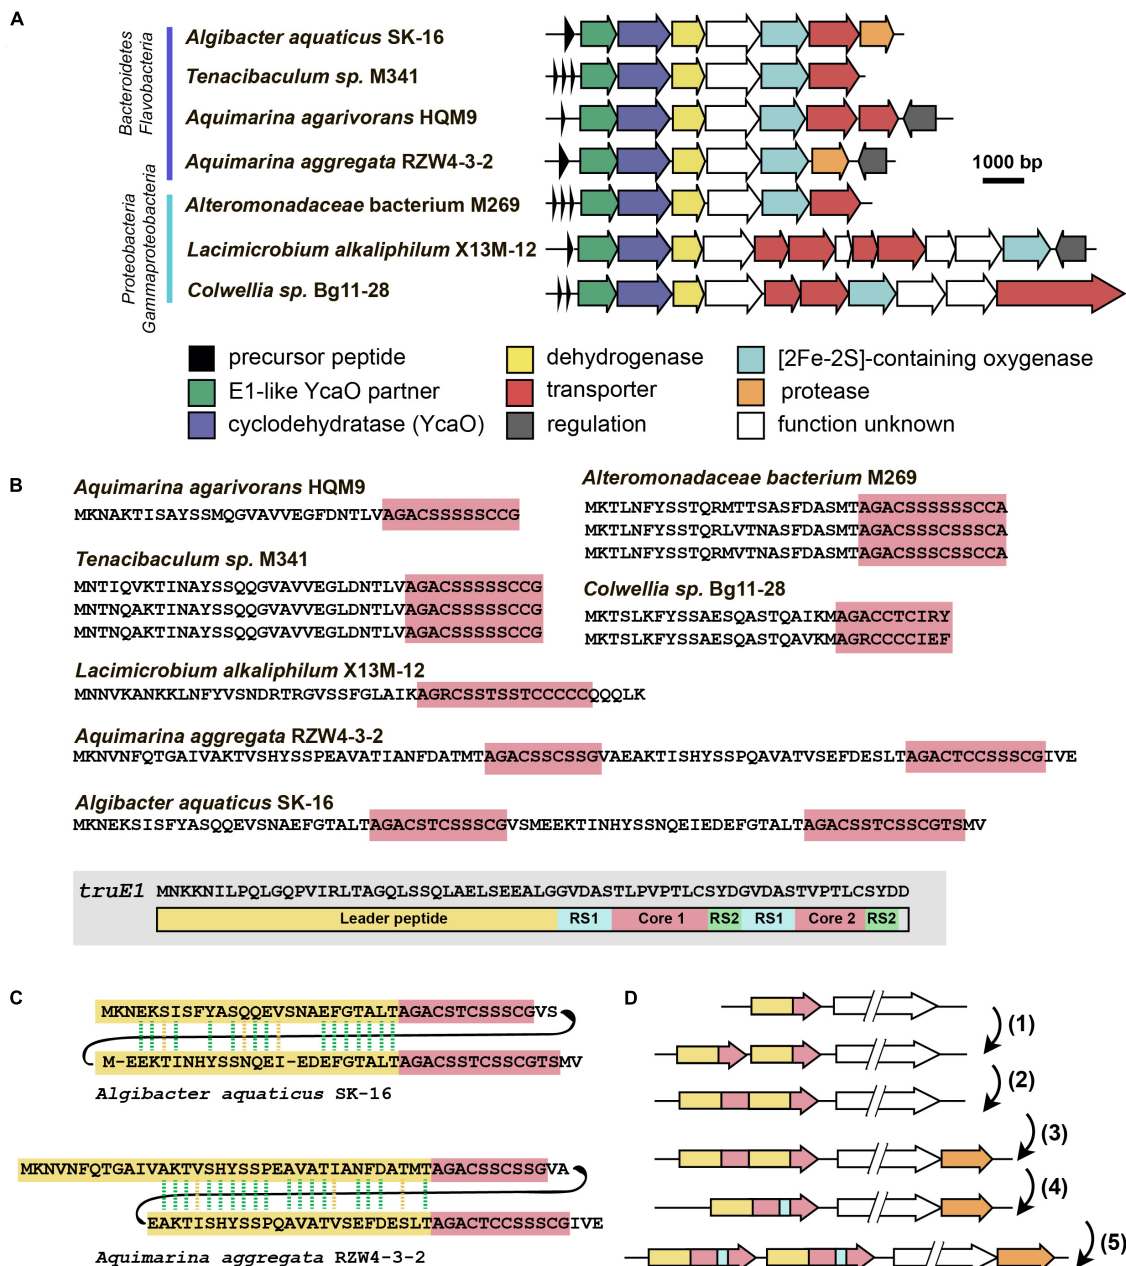 A
Bacteroidetes
Flavobacteria
Proteobacteria
Gammaproteobacteria
Algibacter aquaticus SK-16
Tenacibaculum sp. M341
Aquimarina agarivorans HQM9
Aquimarina aggregata RZW4-3-2
Alteromonadaceae bacterium M269
Lacimicrobium alkaliphilum X13M-12
Colwellia sp. Bg11-28
1000 bp
precursor peptide
E1-like YcaO partner
cyclodehydratase (YcaO)
dehydrogenase
transporter
regulation
[2Fe-2S]-containing oxygenase
protease
function unknown
B
Aquimarina agarivorans HQM9
MKNAKTISAYSSMQGVAVVEGFDNTLVAGACSSSSSCCG
Tenacibaculum sp. M341
MNTIQVKTINAYSSQQGVAVVEGLDNTLVAGACSSSSSCCG
MNTNQAKTINAYSSQQGVAVVEGLDNTLVAGACSSSSSCCG
MNTNQAKTINAYSSQQGVAVVEGLDNTLVAGACSSSSSCCG
Alteromonadaceae bacterium M269
MKTLNFYSSTQRMTTSASFDASMTAGACSSSSSSCCA
MKTLNFYSSTQRLVTNASFDASMTAGACSSSCSSSCA
MKTLNFYSSTQRMVTNASFDASMTAGACSSSSSSCCA
Colwellia sp. Bg11-28
MKTSLKFYSSAESQASTQAIKMAGACCTCIRY
MKTSLKFYSSAESQASTQAVKMAGRCCCCIEF
Lacimicrobium alkaliphilum X13M-12
MNNVKANKKLNFYVSNDRTRGVSSFGLAIKAGRCSSTSSTCCCCCQQQLK
Aquimarina aggregata RZW4-3-2
MKNVNFQTGAIVAKTVSHYSSPEAVATIANFDATMTAGACSSCSSGVAEAKTISHYSSPQAVATVSEFDESLTAGACTCCSSSCGIVE
Algibacter aquaticus SK-16
MKNEKSISFYASQQEVSNAEFGTALTAGACSTCSSSCGVSMEEKTINHYSSNQEIEDEFGTALTAGACSSTCSSCGTSMV
truE1 MNKKNILPQLGQPVIRLTAGQLSSQLAELSEEALGGVDASTLPVPTLCSYDGVDASTVPTLCSYDD
Leader peptide RS1 Core 1 RS2 RS1 Core 2 RS2
C
MKNEKSISFYASQQEVSNAEFGTALTAGACSTCSSSCGVS
M-EEKTINHYSSNQEI-EDEFGTALTAGACSSTCSSCGTSMV
Algibacter aquaticus SK-16
MKNVNFQTGAIVAKTVSHYSSPEAVATIANFDATMTAGACSSCSSGVA
EAKTISHYSSPQAVATVSEFDESLTAGACTCCSSSCGIVE
Aquimarina aggregata RZW4-3-2
D
(1)
(2)
(3)
(4)
(5)